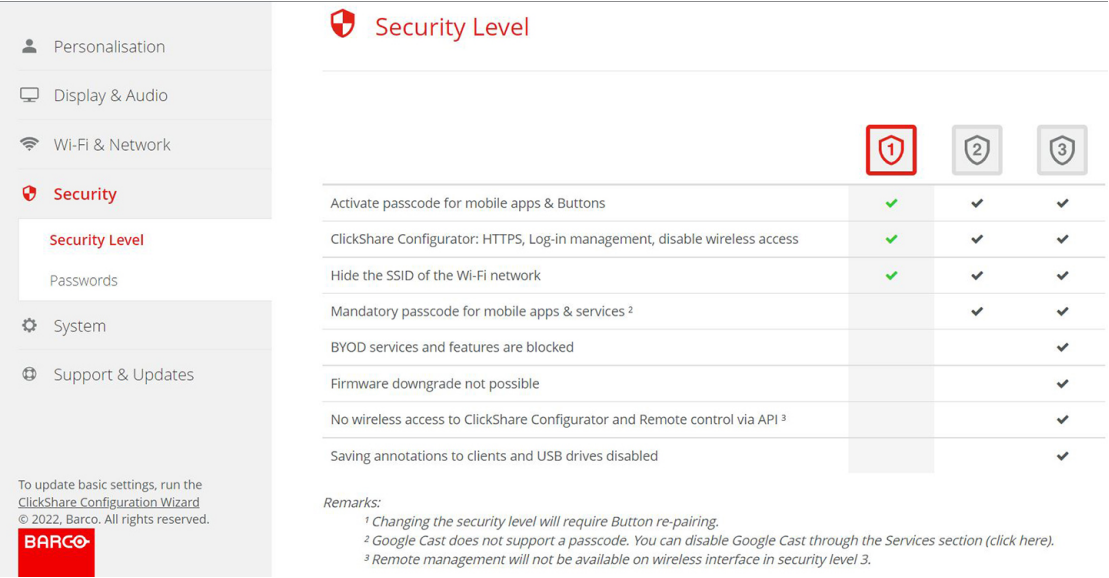 Personalisation
Display & Audio
Wi-Fi & Network
Security
Security Level
Passwords
System
Support & Updates
To update basic settings, run the
ClickShare Configuration Wizard
© 2022, Barco. All rights reserved.
BARCO
Security Level
1 2 3
Activate passcode for mobile apps & Buttons
ClickShare Configurator: HTTPS, Log-in management, disable wireless access
Hide the SSID of the Wi-Fi network
Mandatory passcode for mobile apps & services ²
BYOD services and features are blocked
Firmware downgrade not possible
No wireless access to ClickShare Configurator and Remote control via API ³
Saving annotations to clients and USB drives disabled
Remarks:
¹ Changing the security level will require Button re-pairing.
² Google Cast does not support a passcode. You can disable Google Cast through the Services section (click here).
³ Remote management will not be available on wireless interface in security level 3.